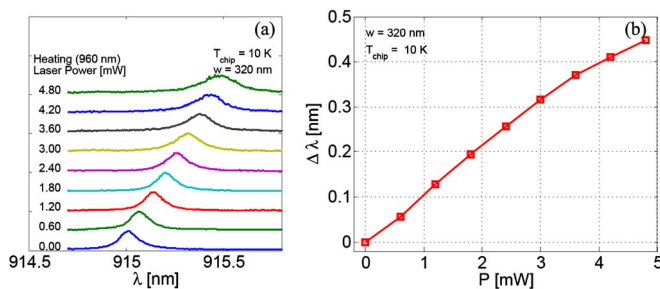 (a)
Heating (960 nm)
Laser Power [mW]
T_chip = 10 K
w = 320 nm
4.80
4.20
3.60
3.00
2.40
1.80
1.20
0.60
0.00
914.5 915 915.5
λ [nm]
(b)
w = 320 nm
T_chip = 10 K
0.5
0.4
0.3
0.2
0.1
0
Δ λ [nm]
0 1 2 3 4 5
P [mW]